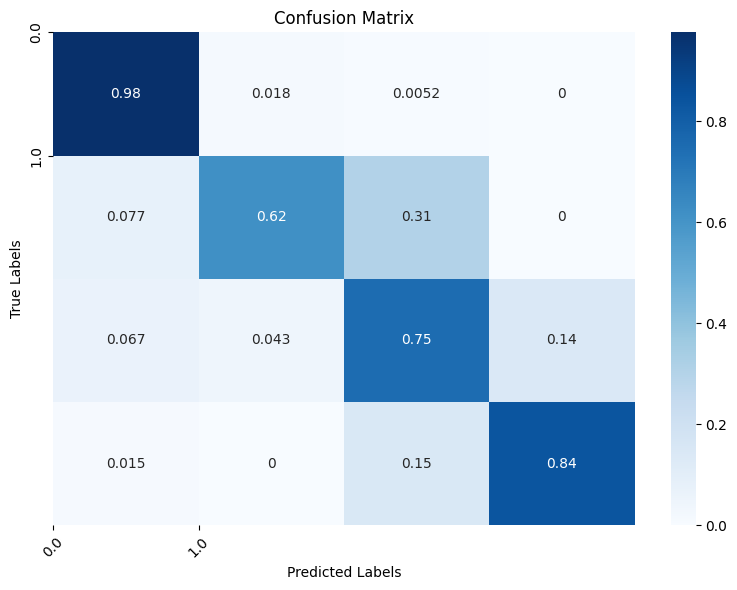 Confusion Matrix
0.0
0.98 0.018 0.0052 0
1.0
0.077 0.62 0.31 0
0.067 0.043 0.75 0.14
0.015 0 0.15 0.84
True Labels
0.0 1.0
Predicted Labels
0.8
0.6
0.4
0.2
0.0